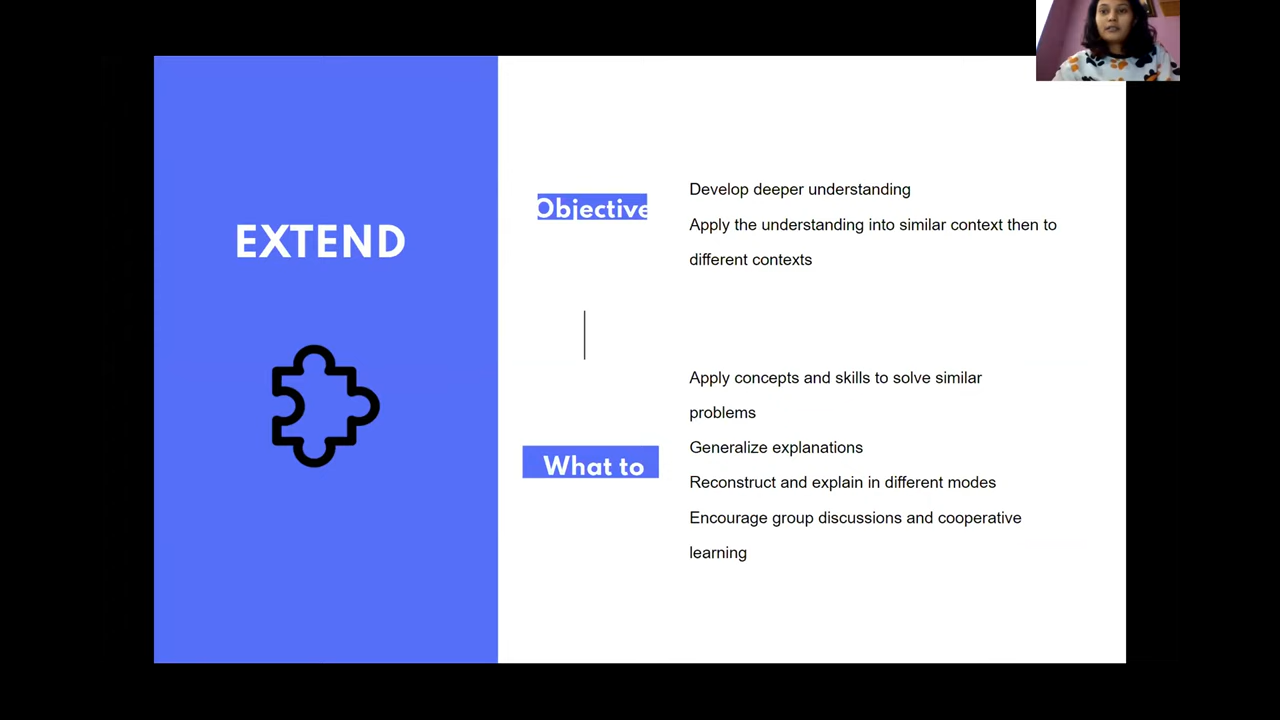 EXTEND
Objective
Develop deeper understanding
Apply the understanding into similar context then to
different contexts
What to
Apply concepts and skills to solve similar
problems
Generalize explanations
Reconstruct and explain in different modes
Encourage group discussions and cooperative
learning